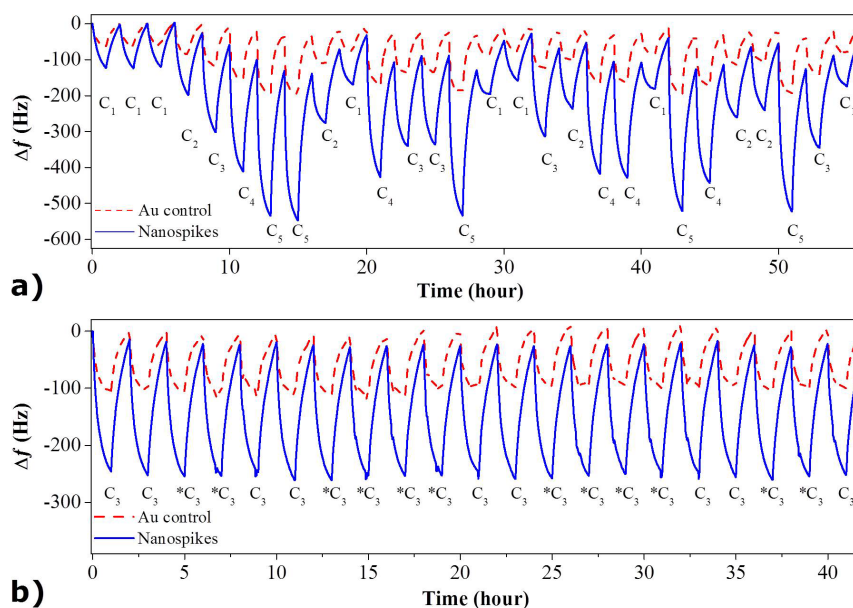 0
-100
-200
-300
-400
-500
-600
Δf (Hz)
C1 C1 C1 C2 C3 C4 C5 C5 C2 C1 C4 C3 C3 C5 C1 C1 C3 C2 C4 C4 C1 C5 C4 C2 C2 C5 C3 C1
Au control
Nanospikes
0 10 20 30 40 50
Time (hour)
a)
0
-100
-200
-300
Δf (Hz)
C3 C3 *C3 *C3 C3 C3 *C3 *C3 *C3 *C3 C3 C3 *C3 *C3 *C3 *C3 C3 C3 *C3 *C3 C3
Au control
Nanospikes
0 5 10 15 20 25 30 35 40
Time (hour)
b)